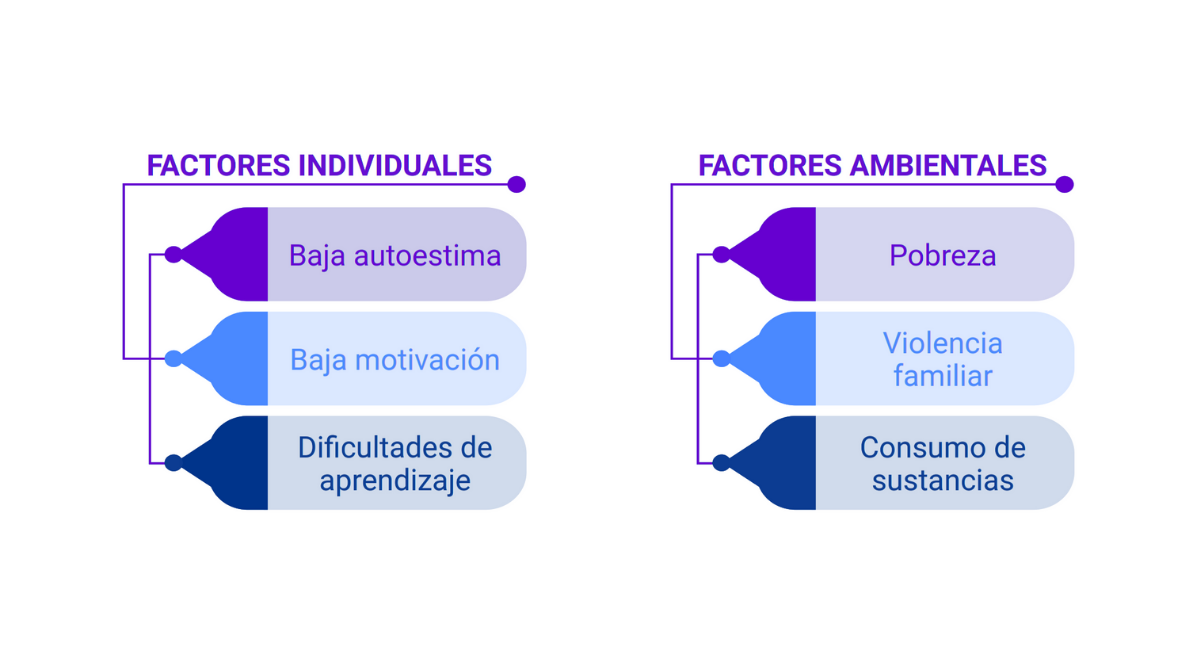 FACTORES INDIVIDUALES
Baja autoestima
Baja motivación
Dificultades de
aprendizaje
FACTORES AMBIENTALES
Pobreza
Violencia
familiar
Consumo de
sustancias